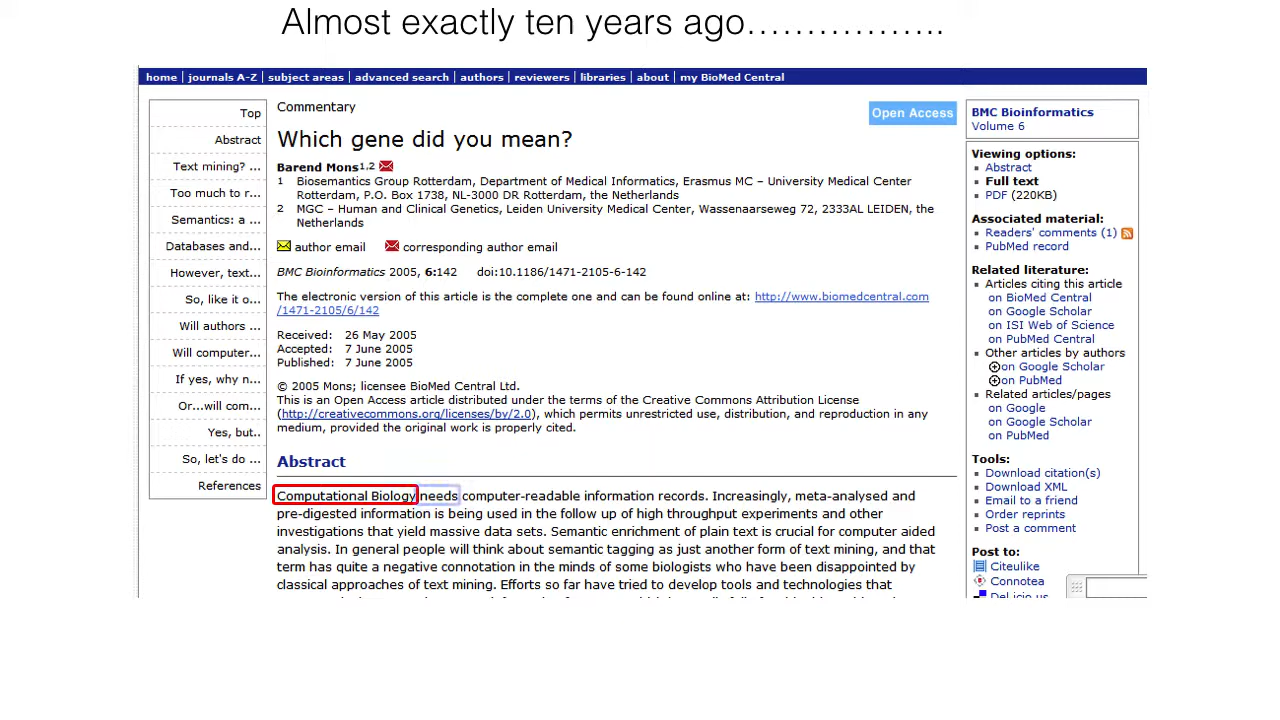 Almost exactly ten years ago……………..
home | journals A-Z | subject areas | advanced search | authors | reviewers | libraries | about | my BioMed Central
Top
Abstract
Text mining? ...
Too much to r...
Semantics: a ...
Databases and...
However, text...
So, like it o...
Will authors ...
Will computer...
If yes, why n...
Or...will com...
Yes, but..
So, let's do ...
References
Commentary
Open Access
Which gene did you mean?
Barend Mons1,2
1 Biosemantics Group Rotterdam, Department of Medical Informatics, Erasmus MC – University Medical Center
Rotterdam, P.O. Box 1738, NL-3000 DR Rotterdam, the Netherlands
2 MGC – Human and Clinical Genetics, Leiden University Medical Center, Wassenaarseweg 72, 2333AL LEIDEN, the
Netherlands
author email corresponding author email
BMC Bioinformatics 2005, 6:142 doi:10.1186/1471-2105-6-142
The electronic version of this article is the complete one and can be found online at: http://www.biomedcentral.com
/1471-2105/6/142
Received: 26 May 2005
Accepted: 7 June 2005
Published: 7 June 2005
© 2005 Mons; licensee BioMed Central Ltd.
This is an Open Access article distributed under the terms of the Creative Commons Attribution License
(http://creativecommons.org/licenses/by/2.0), which permits unrestricted use, distribution, and reproduction in any
medium, provided the original work is properly cited.
Abstract
Computational Biology needs computer-readable information records. Increasingly, meta-analysed and
pre-digested information is being used in the follow up of high throughput experiments and other
investigations that yield massive data sets. Semantic enrichment of plain text is crucial for computer aided
analysis. In general people will think about semantic tagging as just another form of text mining, and that
term has quite a negative connotation in the minds of some biologists who have been disappointed by
classical approaches of text mining. Efforts so far have tried to develop tools and technologies that
BMC Bioinformatics
Volume 6
Viewing options:
Abstract
Full text
PDF (220KB)
Associated material:
Readers' comments (1)
PubMed record
Related literature:
Articles citing this article
on BioMed Central
on Google Scholar
on ISI Web of Science
on PubMed Central
Other articles by authors
on Google Scholar
on PubMed
Related articles/pages
on Google
on Google Scholar
on PubMed
Tools:
Download citation(s)
Download XML
Email to a friend
Order reprints
Post a comment
Post to:
Citeulike
Connotea
Del.icio.us